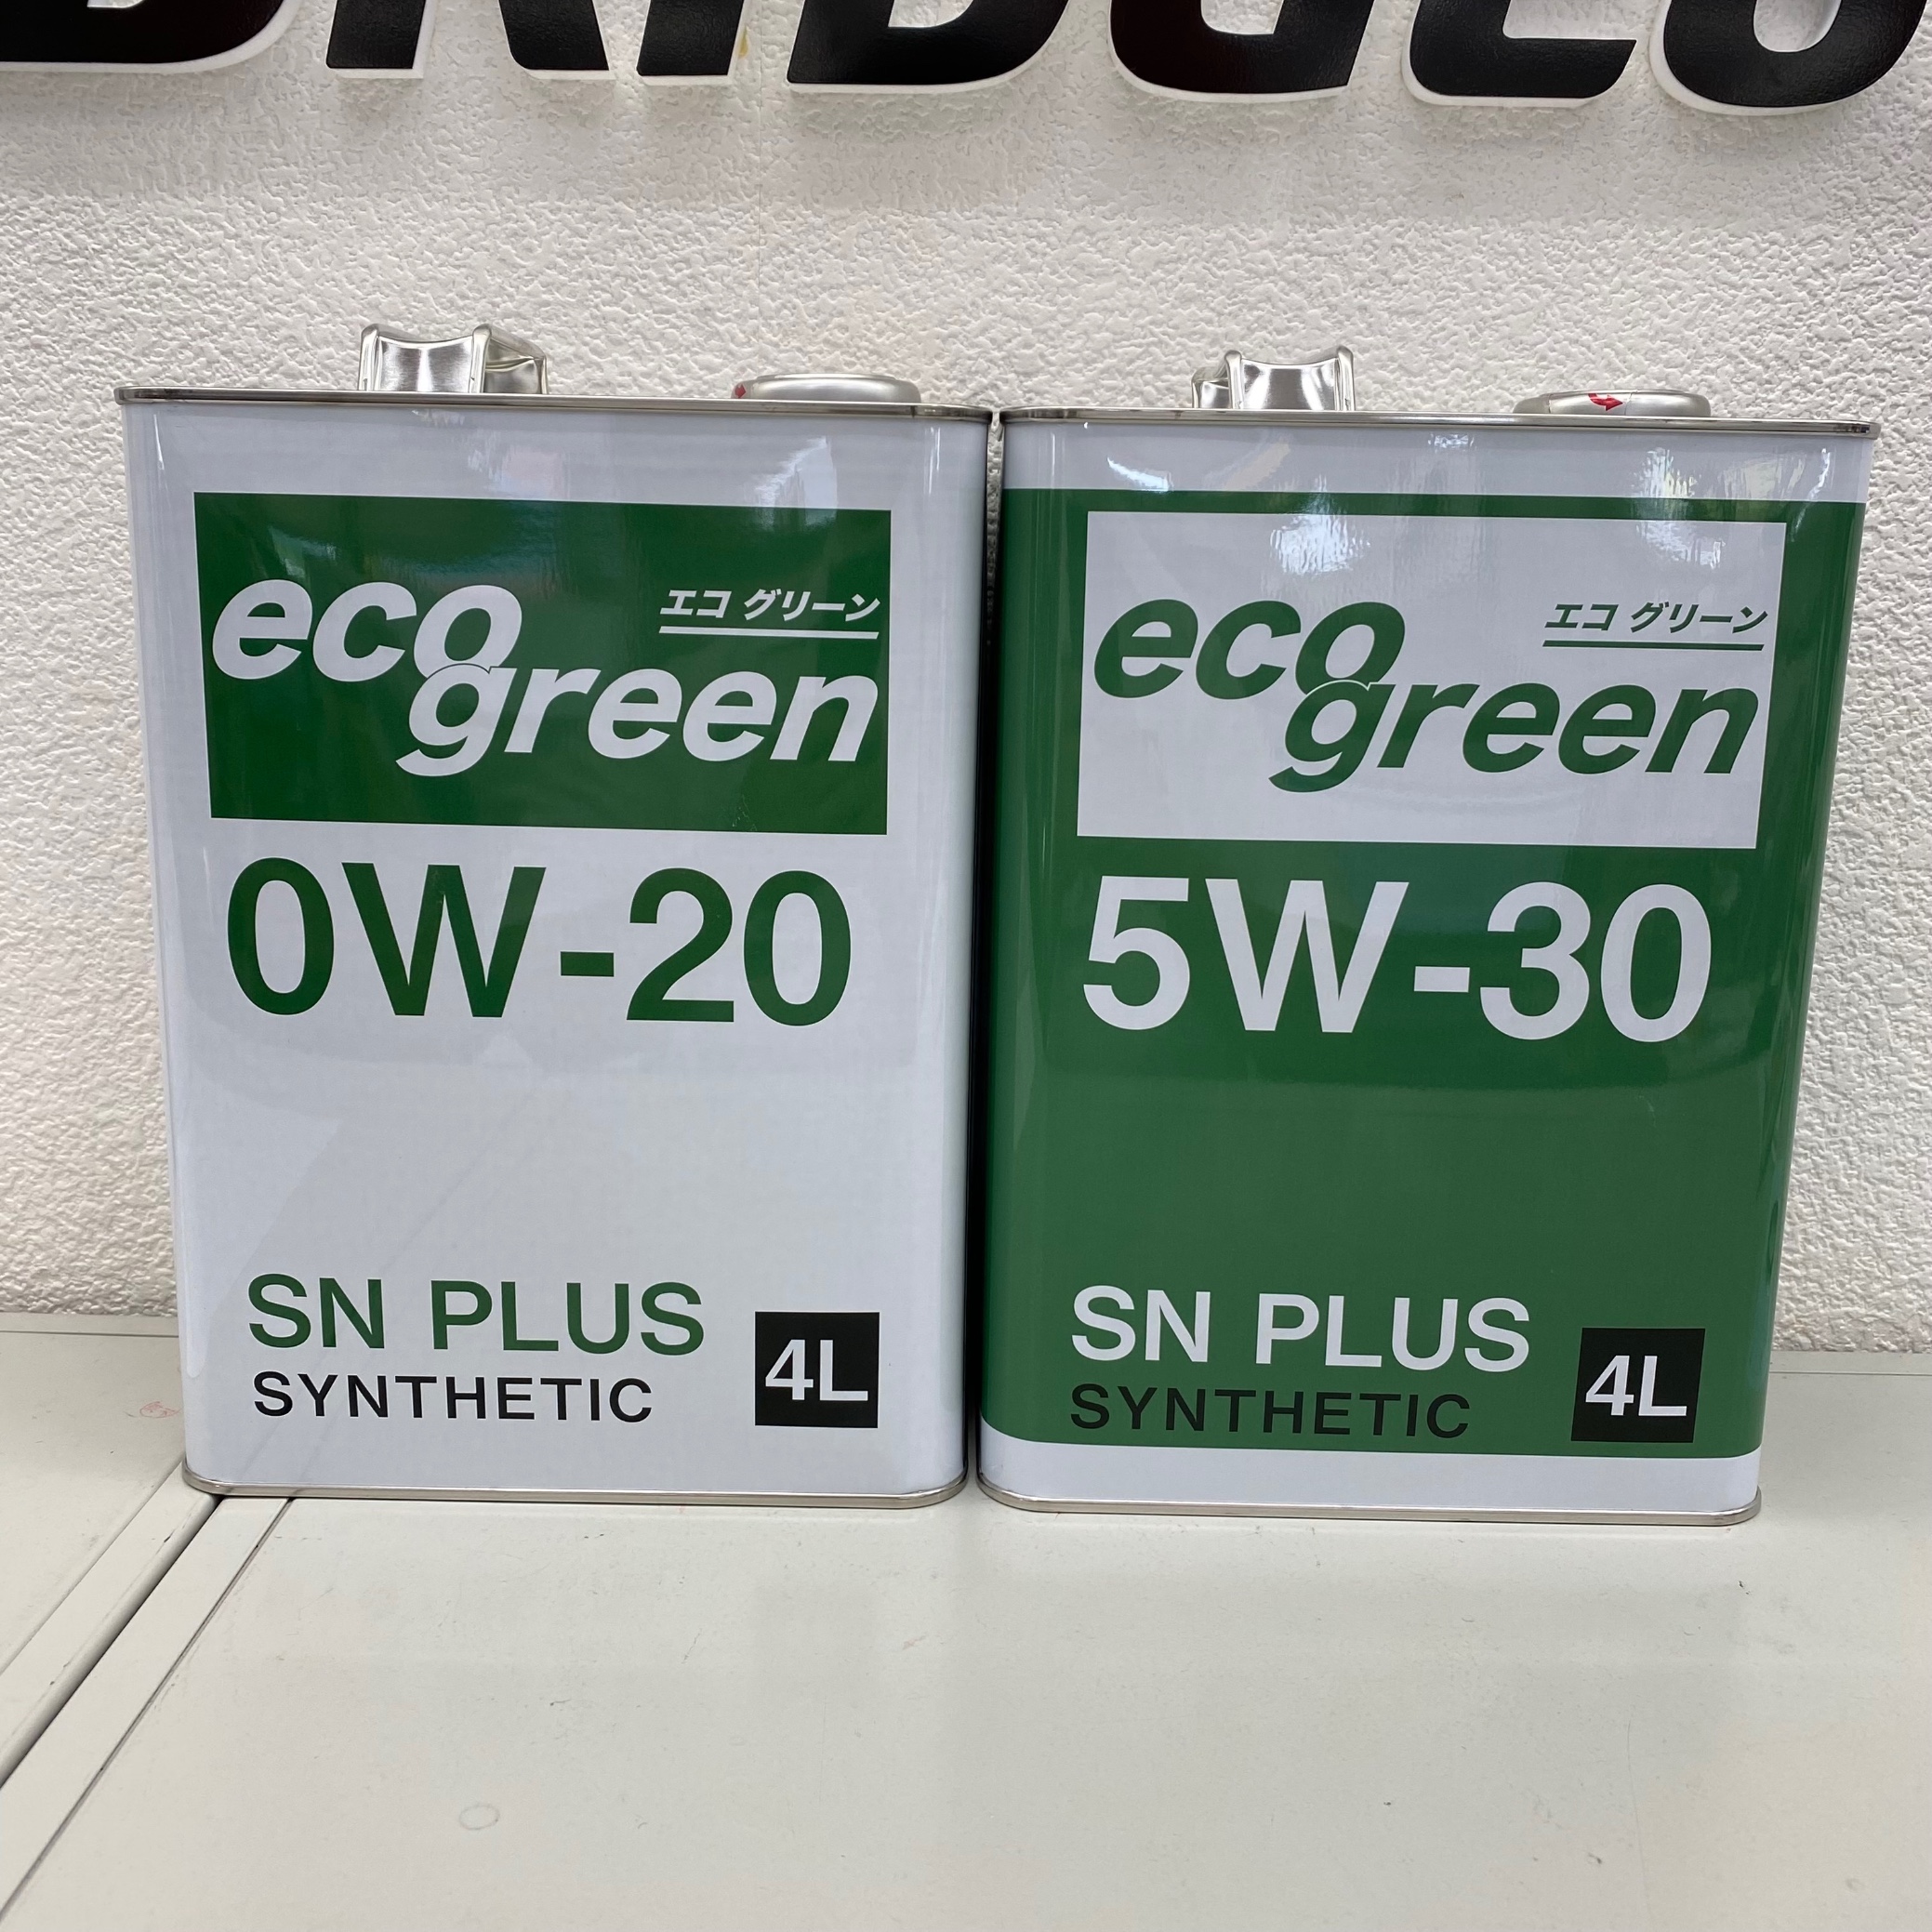 eco
エコ グリーン
green
0W-20
SN PLUS
SYNTHETIC
4L
eco
エコ グリーン
green
5W-30
SN PLUS
SYNTHETIC
4L